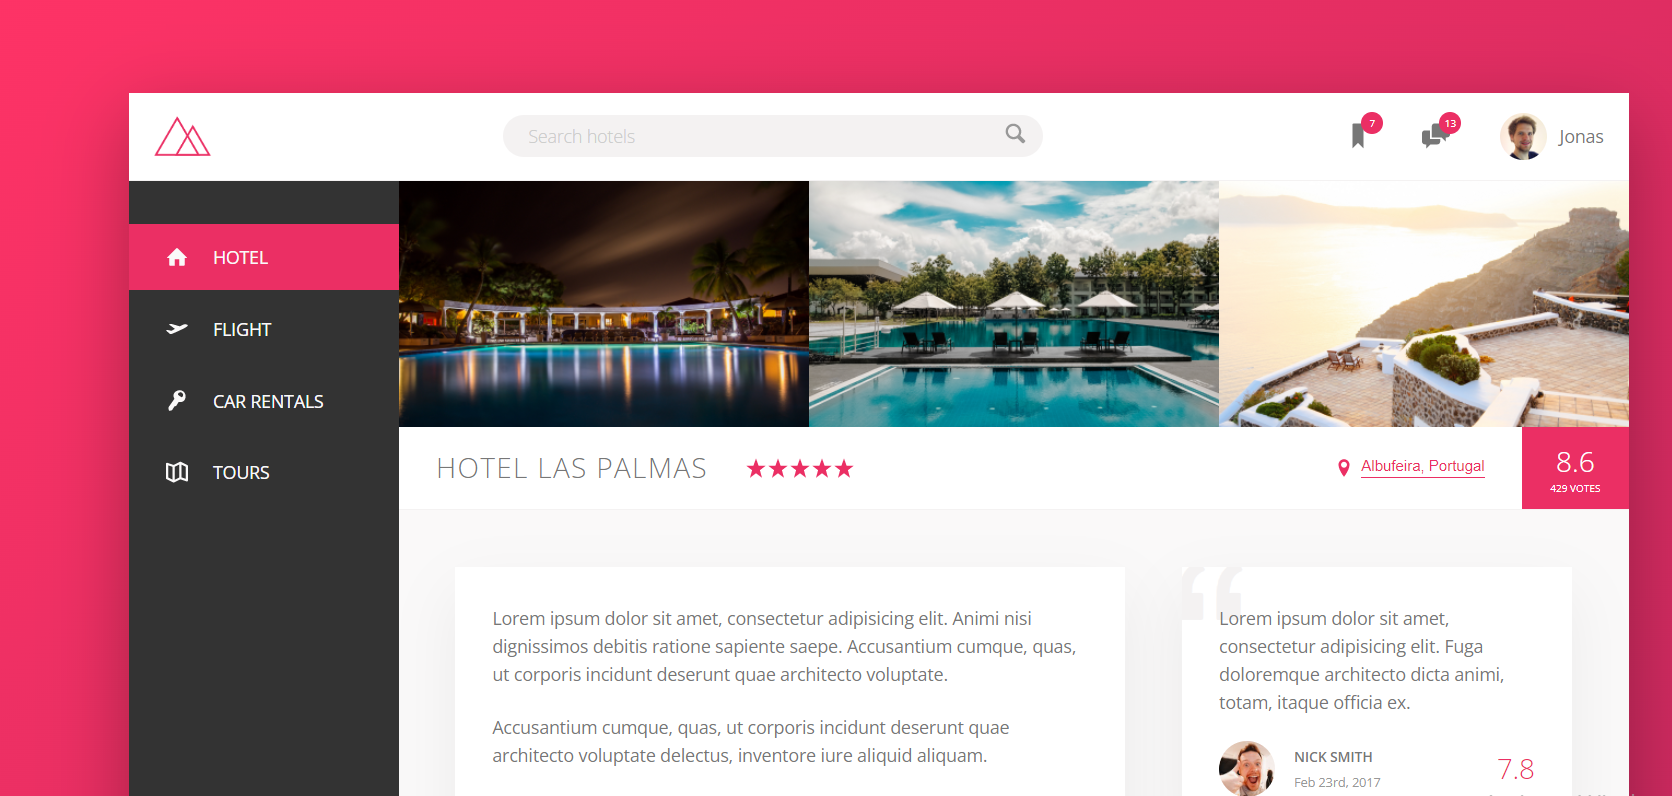 Search hotels
7
13
Jonas
HOTEL
FLIGHT
CAR RENTALS
TOURS
HOTEL LAS PALMAS
Albufeira, Portugal
8.6
429 VOTES
Lorem ipsum dolor sit amet, consectetur adipisicing elit. Animi nisi
dignissimos debitis ratione sapiente saepe. Accusantium cumque, quas,
ut corporis incidunt deserunt quae architecto voluptate.
Accusantium cumque, quas, ut corporis incidunt deserunt quae
architecto voluptate delectus, inventore iure aliquid aliquam.
“
Lorem ipsum dolor sit amet,
consectetur adipisicing elit. Fuga
doloremque architecto dicta animi,
totam, itaque officia ex.
NICK SMITH
Feb 23rd, 2017
7.8